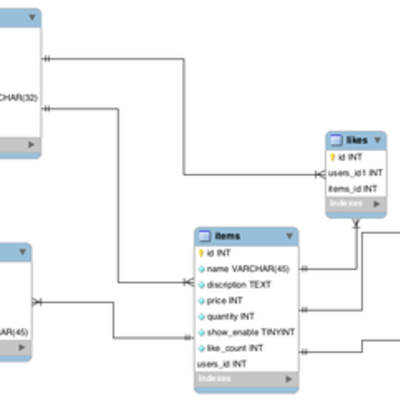 CHAR(32)
likes
id INT
users_id1 INT
items_id INT
Indexes
items
id INT
name VARCHAR(45)
discription TEXT
price INT
quantity INT
show_enable TINYINT
like_count INT
users_id INT
Indexes
AR(45)